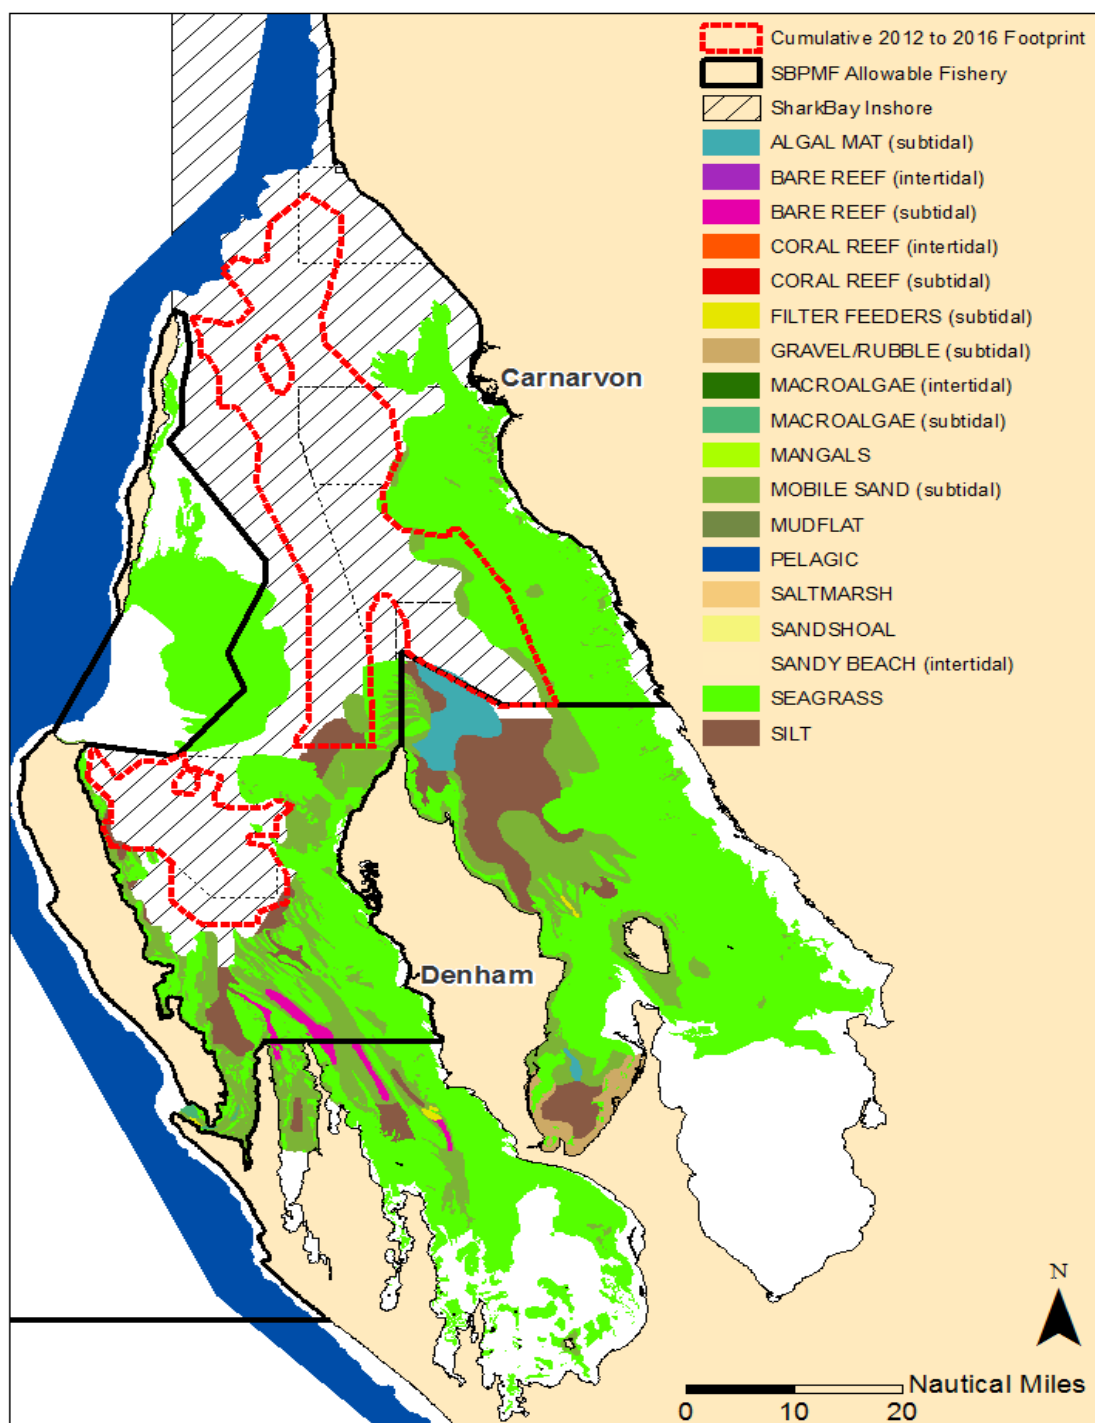 Cumulative 2012 to 2016 Footprint
SBPMF Allowable Fishery
SharkBay Inshore
ALGAL MAT (subtidal)
BARE REEF (intertidal)
BARE REEF (subtidal)
CORAL REEF (intertidal)
CORAL REEF (subtidal)
FILTER FEEDERS (subtidal)
GRAVEL/RUBBLE (subtidal)
MACROALGAE (intertidal)
MACROALGAE (subtidal)
MANGALS
MOBILE SAND (subtidal)
MUDFLAT
PELAGIC
SALTMARSH
SANDSHOAL
SANDY BEACH (intertidal)
SEAGRASS
SILT
Carnarvon
Denham
N
Nautical Miles
0 10 20